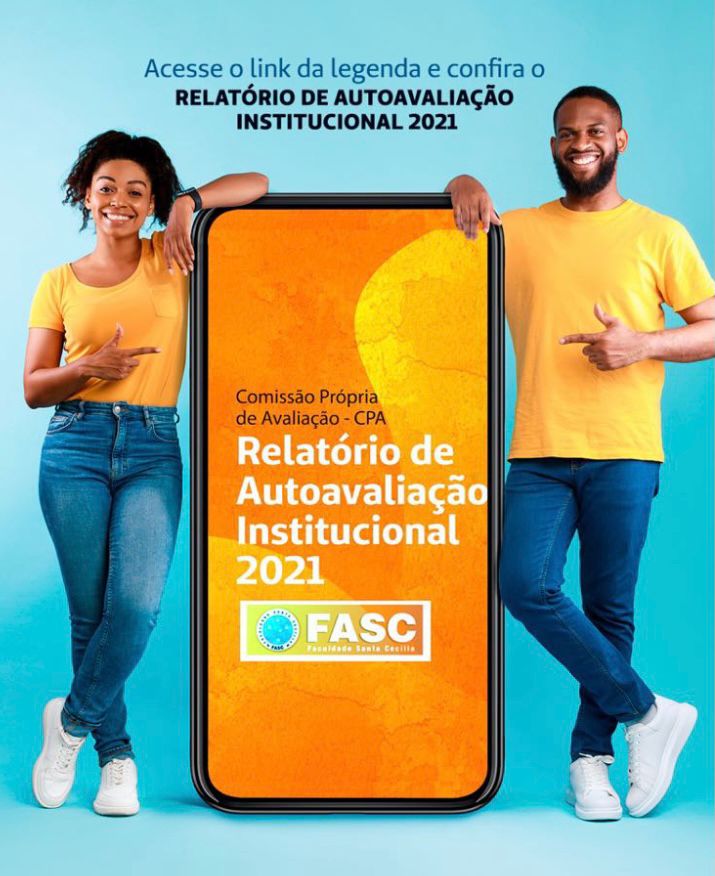 Acesse o link da legenda e confira o
RELATÓRIO DE AUTOAVALIAÇÃO
INSTITUCIONAL 2021
Comissão Própria
de Avaliação - CPA
Relatório de
Autoavaliação
Institucional
2021
FASC
FASC
Faculdade Santa Cecília